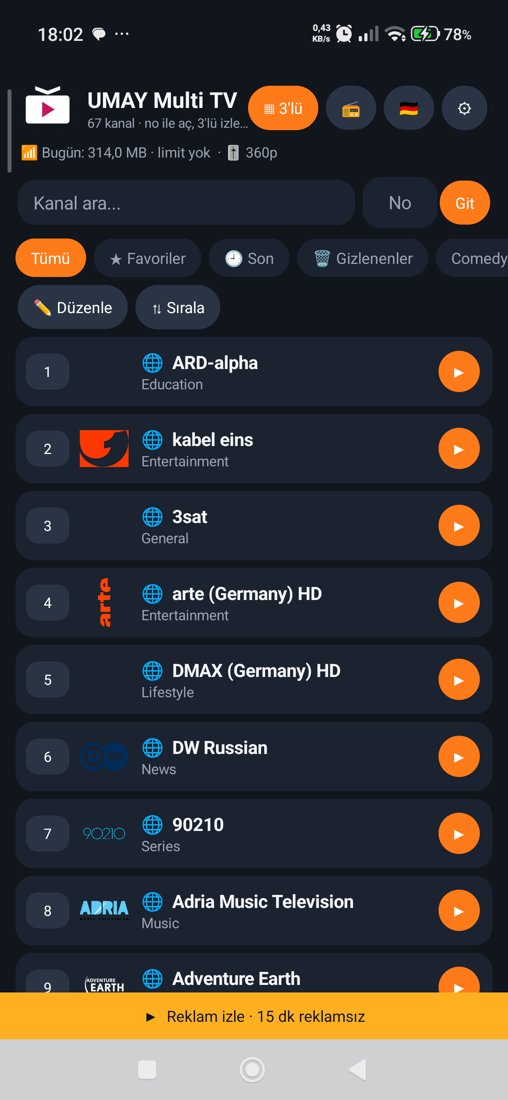 18:02 ...
0,43 KB/s 78%
UMAY Multi TV
3'lü
67 kanal · no ile aç, 3'lü izle...
Bugün: 314,0 MB · limit yok · 360p
Kanal ara...
No
Git
Tümü
★ Favoriler
Son
Gizlenenler
Comedy
Düzenle
⇅ Sırala
1
ARD-alpha
Education
2
kabel eins
Entertainment
3
3sat
General
4
arte
arte (Germany) HD
Entertainment
5
DMAX (Germany) HD
Lifestyle
6
DW
DW Russian
News
7
90210
90210
Series
8
ADRIA
Adria Music Television
Music
9
ADVENTURE EARTH
Adventure Earth
► Reklam izle · 15 dk reklamsız